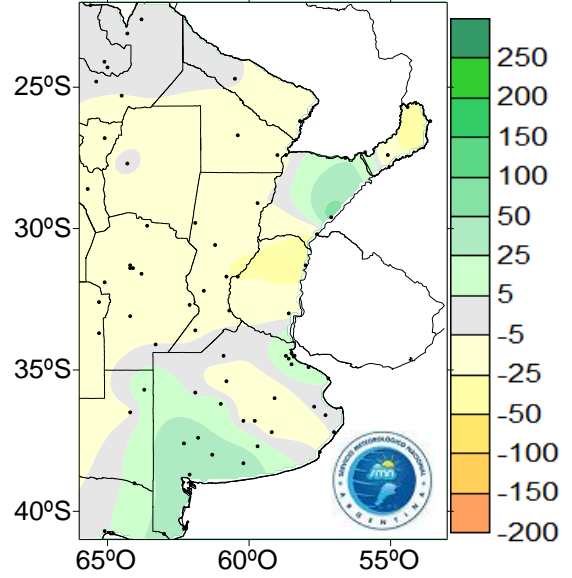 25ºS
30ºS
35ºS
40ºS
65ºO
60ºO
55ºO
250
200
150
100
50
25
5
-5
-25
-50
-100
-150
-200
SERVICIO METEOROLÓGICO NACIONAL
smn
ARGENTINA